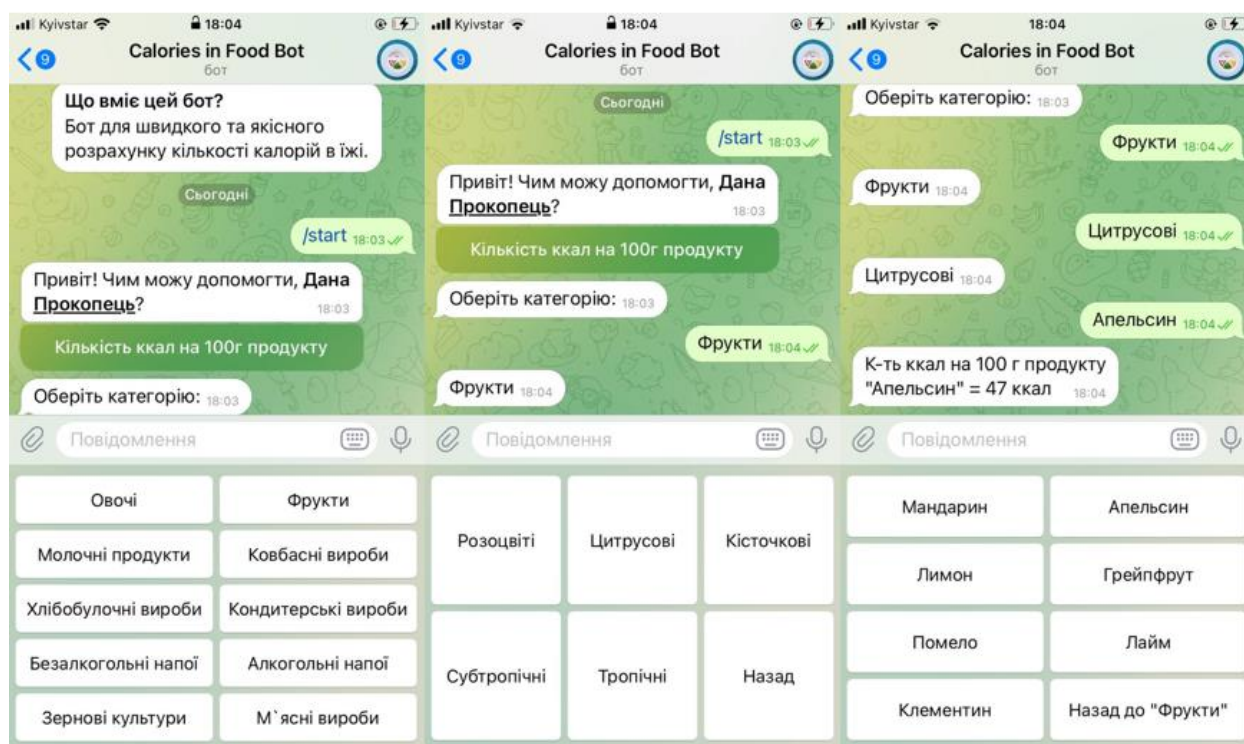 Kyivstar 18:04
9 Calories in Food Bot
бот
Що вміє цей бот?
Бот для швидкого та якісного
розрахунку кількості калорій в їжі.
Сьогодні
/start 18:03
Привіт! Чим можу допомогти, Дана
Прокопець? 18:03
Кількість ккал на 100г продукту
Оберіть категорію: 18:03
Повідомлення
Овочі Фрукти
Молочні продукти Ковбасні вироби
Хлібобулочні вироби Кондитерські вироби
Безалкогольні напої Алкогольні напої
Зернові культури М`ясні вироби
Kyivstar 18:04
9 Calories in Food Bot
бот
Сьогодні
/start 18:03
Привіт! Чим можу допомогти, Дана
Прокопець? 18:03
Кількість ккал на 100г продукту
Оберіть категорію: 18:03
Фрукти 18:04
Фрукти 18:04
Повідомлення
Розоцвіті Цитрусові Кісточкові
Субтропічні Тропічні Назад
Kyivstar 18:04
9 Calories in Food Bot
бот
Оберіть категорію: 18:03
Фрукти 18:04
Фрукти 18:04
Цитрусові 18:04
Цитрусові 18:04
Апельсин 18:04
К-ть ккал на 100 г продукту
"Апельсин" = 47 ккал 18:04
Повідомлення
Мандарин Апельсин
Лимон Грейпфрут
Помело Лайм
Клементин Назад до "Фрукти"